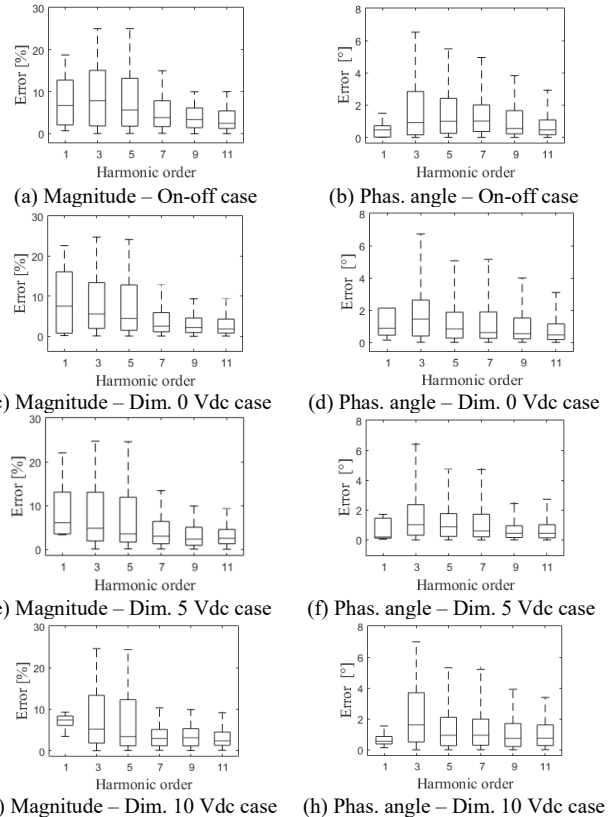 30
20
10
0
Error [%]
1 3 5 7 9 11
Harmonic order
(a) Magnitude – On-off case
8
6
4
2
0
Error [°]
1 3 5 7 9 11
Harmonic order
(b) Phas. angle – On-off case
30
20
10
0
Error [%]
1 3 5 7 9 11
Harmonic order
) Magnitude – Dim. 0 Vdc case
8
6
4
2
0
Error [°]
1 3 5 7 9 11
Harmonic order
(d) Phas. angle – Dim. 0 Vdc case
30
20
10
0
Error [%]
1 3 5 7 9 11
Harmonic order
) Magnitude – Dim. 5 Vdc case
8
6
4
2
0
Error [°]
1 3 5 7 9 11
Harmonic order
(f) Phas. angle – Dim. 5 Vdc case
30
20
10
0
Error [%]
1 3 5 7 9 11
Harmonic order
) Magnitude – Dim. 10 Vdc case
8
6
4
2
0
Error [°]
1 3 5 7 9 11
Harmonic order
(h) Phas. angle – Dim. 10 Vdc case